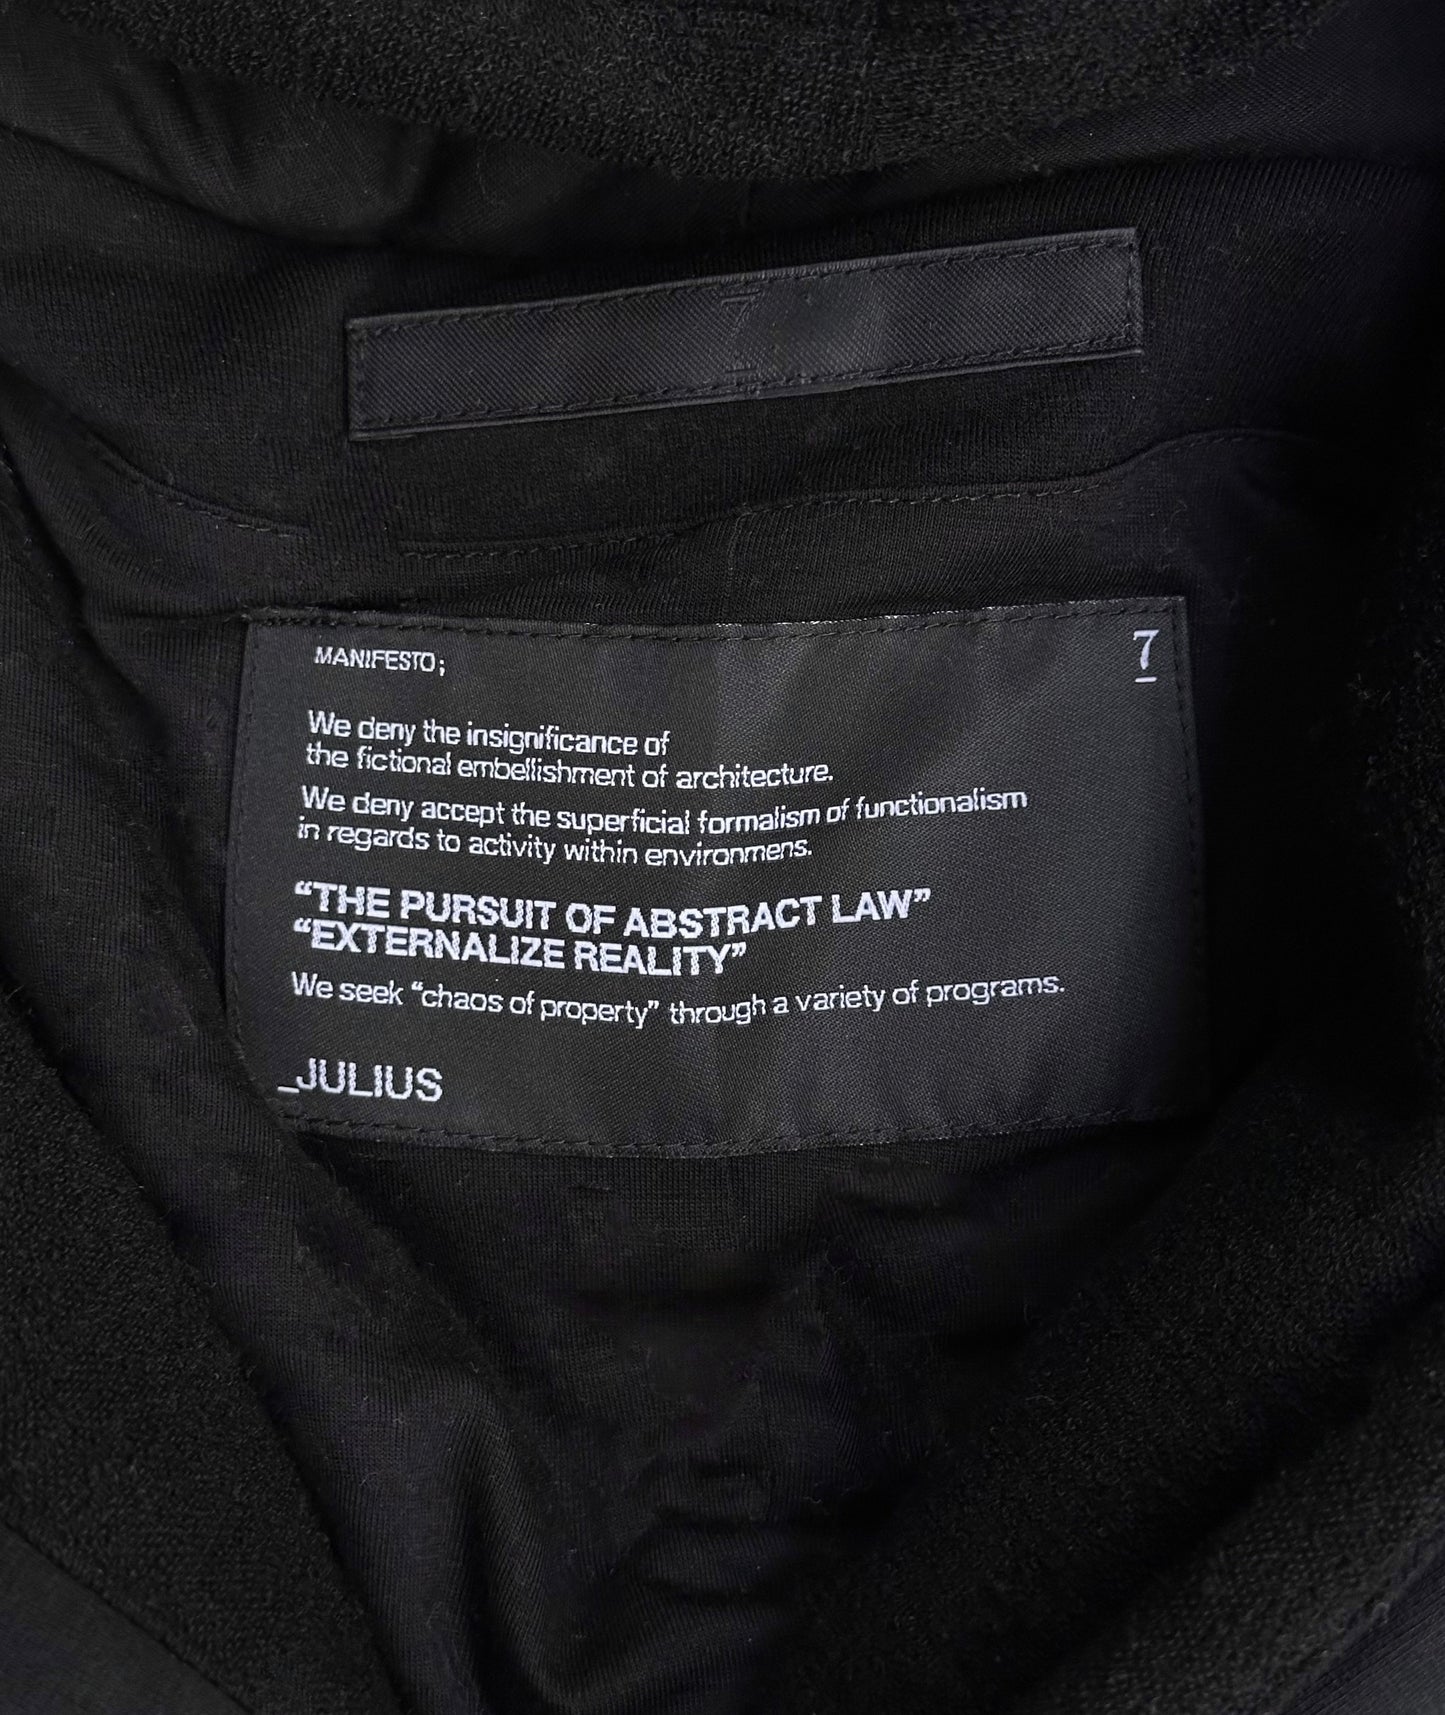 7
MANIFESTO;
7
We deny the insignificance of
the fictional embellishment of architecture.
We deny accept the superficial formalism of functionalism
in regards to activity within environmens.
“THE PURSUIT OF ABSTRACT LAW”
“EXTERNALIZE REALITY”
We seek “chaos of property” through a variety of programs.
_JULIUS